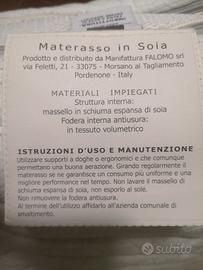 Materasso in Soia
Prodotto e distribuito da Manifattura FALOMO srl
via Feletti, 21 - 33075 - Morsano al Tagliamento
Pordenone - Italy
MATERIALI IMPIEGATI
Struttura interna:
massello in schiuma espansa di soia
Fodera interna antiusura:
in tessuto volumetrico
ISTRUZIONI D'USO E MANUTENZIONE
Utilizzare supporti a doghe o ergonomici e che comunque
permettano una buona aerazione. Girando regolarmente il
materasso se ne garantisce un consumo più uniforme e una
migliore performance nel tempo. Non lavare il massello di
schiuma espansa di soia, non esporlo al sole.
Non rimuovere la fodera antiusura.
Al termine dell'utilizzo affidarlo all'azienda comunale di
smaltimento.
subito